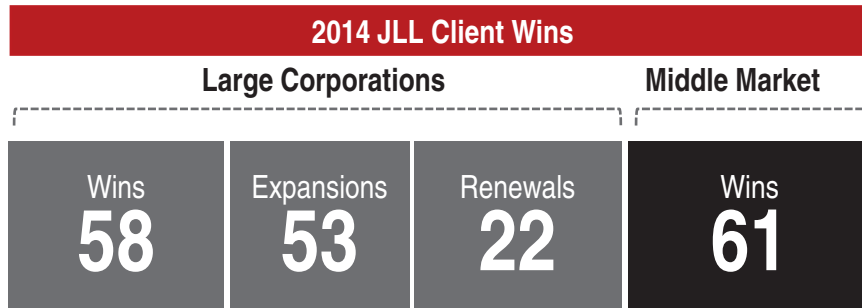 2014 JLL Client Wins
Large Corporations
Middle Market
Wins
58
Expansions
53
Renewals
22
Wins
61